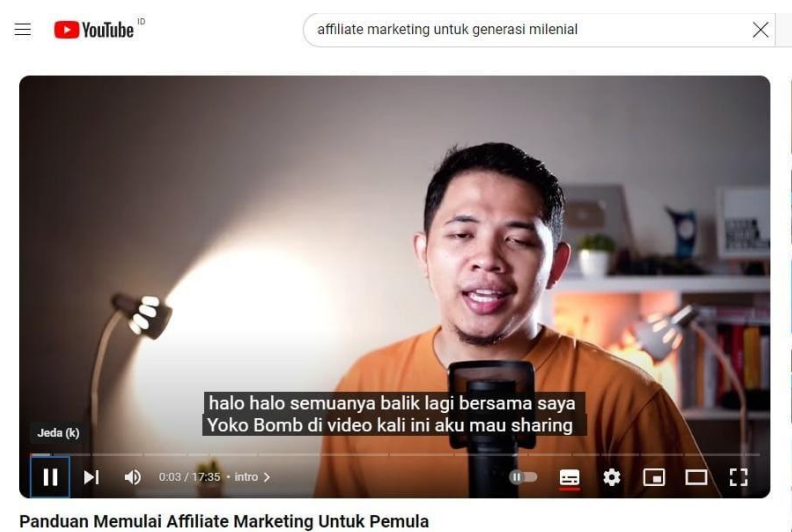 YouTube ID
affiliate marketing untuk generasi milenial
halo halo semuanya balik lagi bersama saya
Yoko Bomb di video kali ini aku mau sharing
Jeda (k)
0:03 / 17:35 • intro >
Panduan Memulai Affiliate Marketing Untuk Pemula